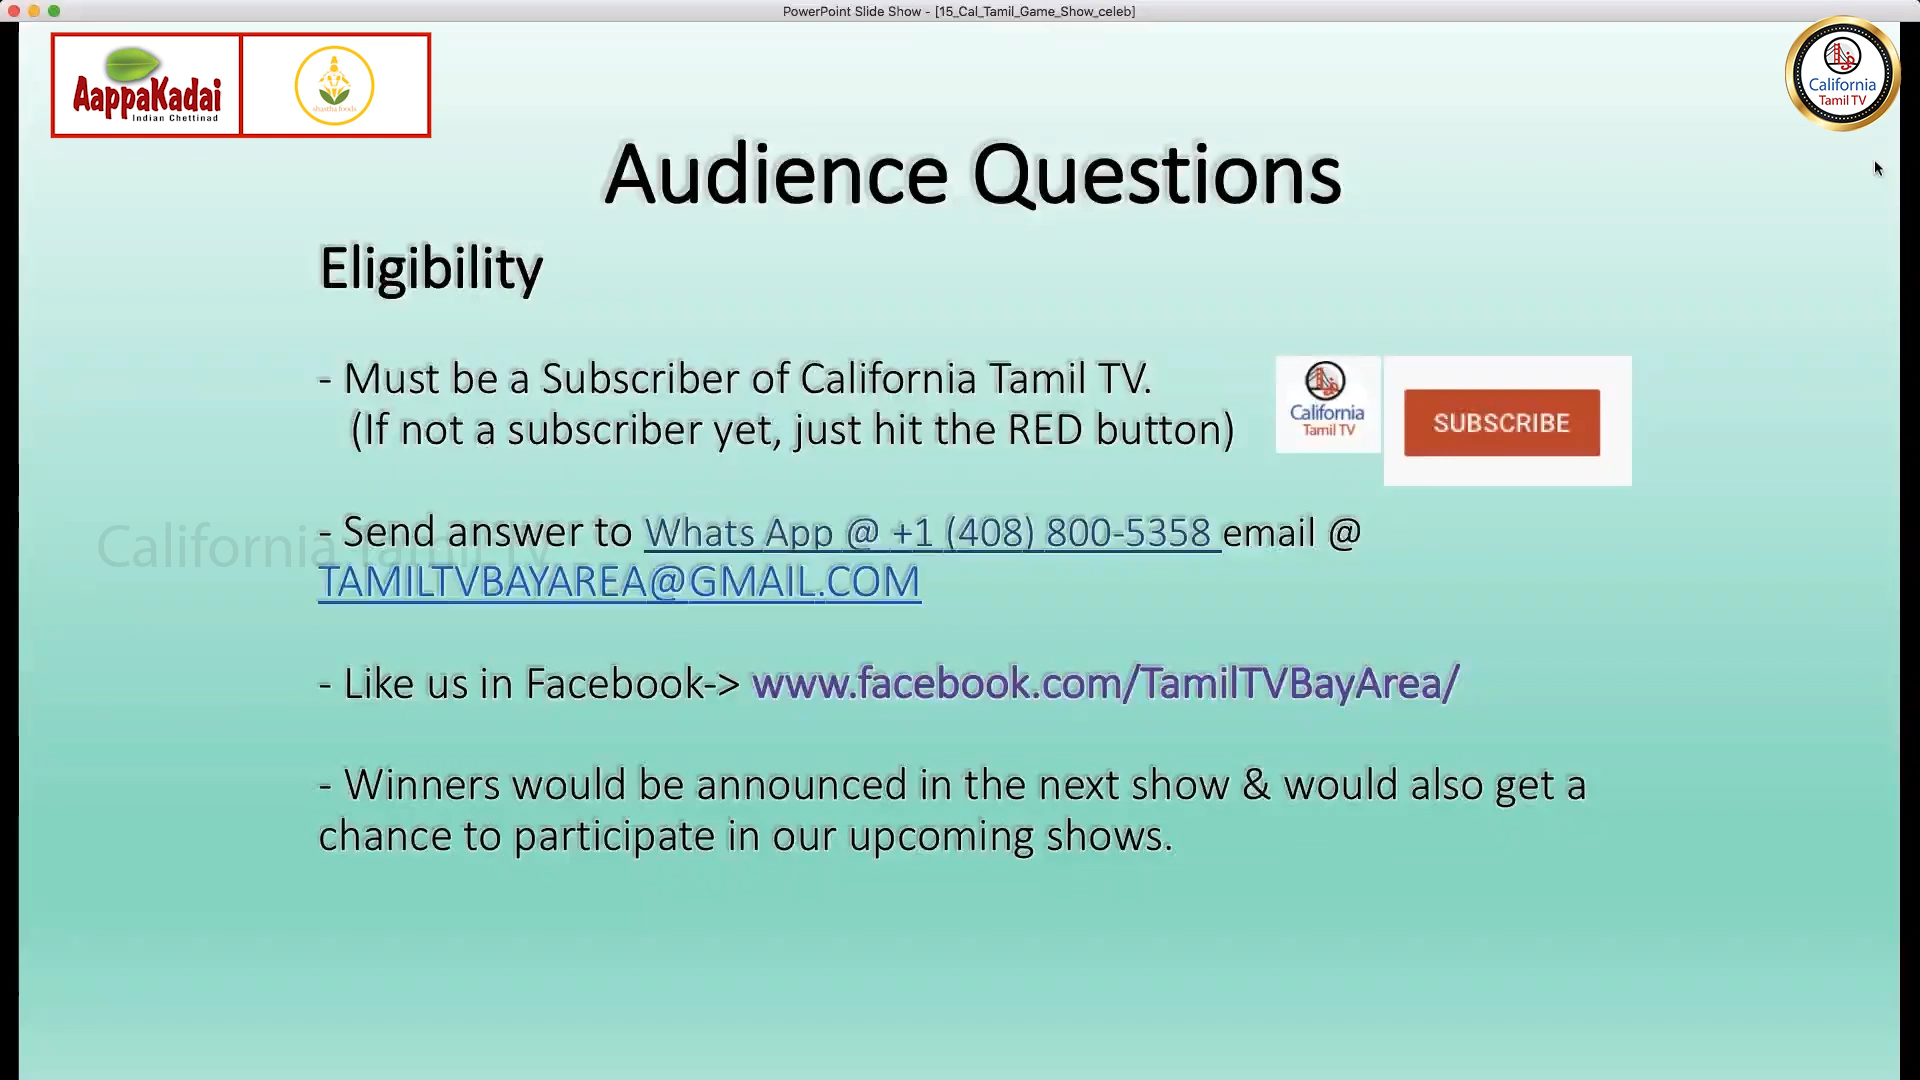 PowerPoint Slide Show - [15_Cal_Tamil_Game_Show_celeb]
AappaKadai
Indian Chettinad
shastha foods
California
Tamil TV
Audience Questions
Eligibility
- Must be a Subscriber of California Tamil TV.
(If not a subscriber yet, just hit the RED button)
California
Tamil TV
SUBSCRIBE
- Send answer to Whats App @ +1 (408) 800-5358 email @
TAMILTVBAYAREA@GMAIL.COM
California Tamil TV
- Like us in Facebook-> www.facebook.com/TamilTVBayArea/
- Winners would be announced in the next show & would also get a
chance to participate in our upcoming shows.